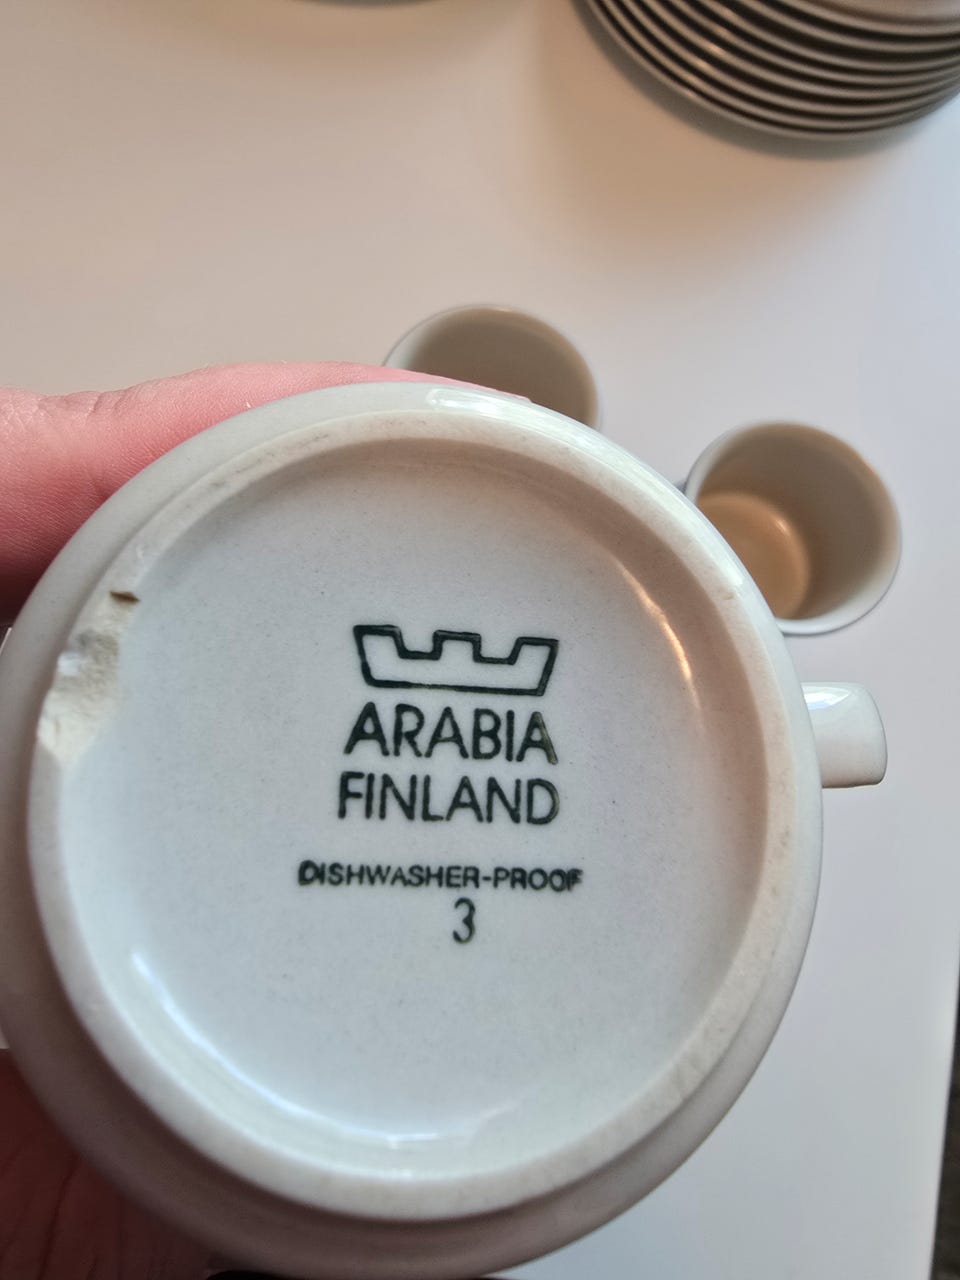 ARABIA
FINLAND
DISHWASHER-PROOF
3